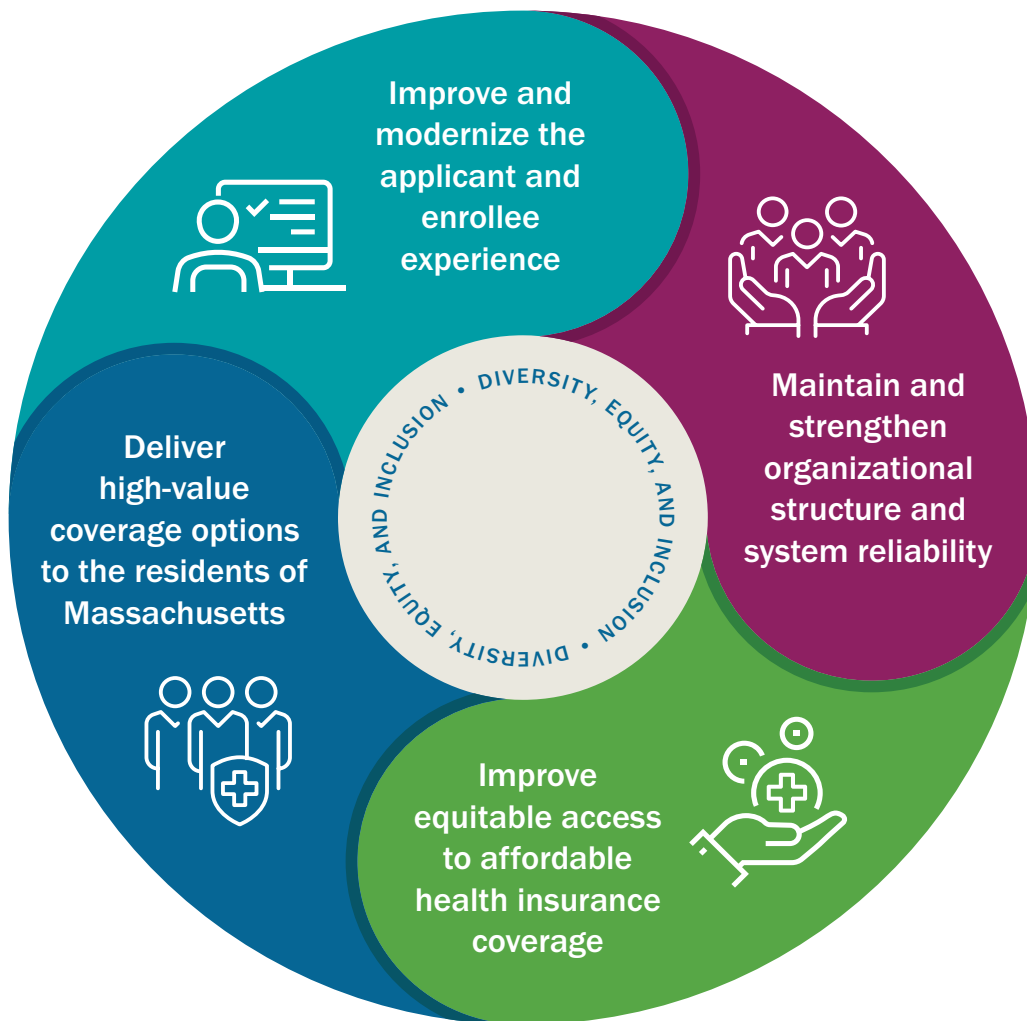 Improve and
modernize the
applicant and
enrollee
experience
Maintain and
strengthen
organizational
structure and
system reliability
Improve
equitable access
to affordable
health insurance
coverage
Deliver
high-value
coverage options
to the residents of
Massachusetts
DIVERSITY, EQUITY, AND INCLUSION • DIVERSITY, EQUITY, AND INCLUSION •